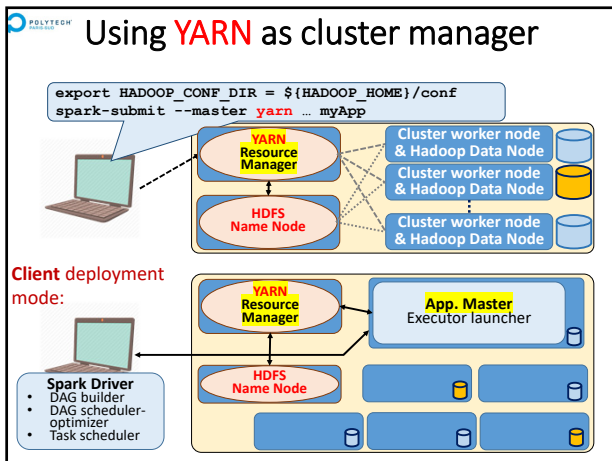 POLYTECH'
PARIS-SUD
Using YARN as cluster manager
export HADOOP_CONF_DIR = ${HADOOP_HOME}/conf
spark-submit --master yarn … myApp
YARN
Resource
Manager
HDFS
Name Node
Cluster worker node
& Hadoop Data Node
Cluster worker node
& Hadoop Data Node
Cluster worker node
& Hadoop Data Node
Client deployment
mode:
YARN
Resource
Manager
App. Master
Executor launcher
HDFS
Name Node
Spark Driver
• DAG builder
• DAG scheduler-
optimizer
• Task scheduler